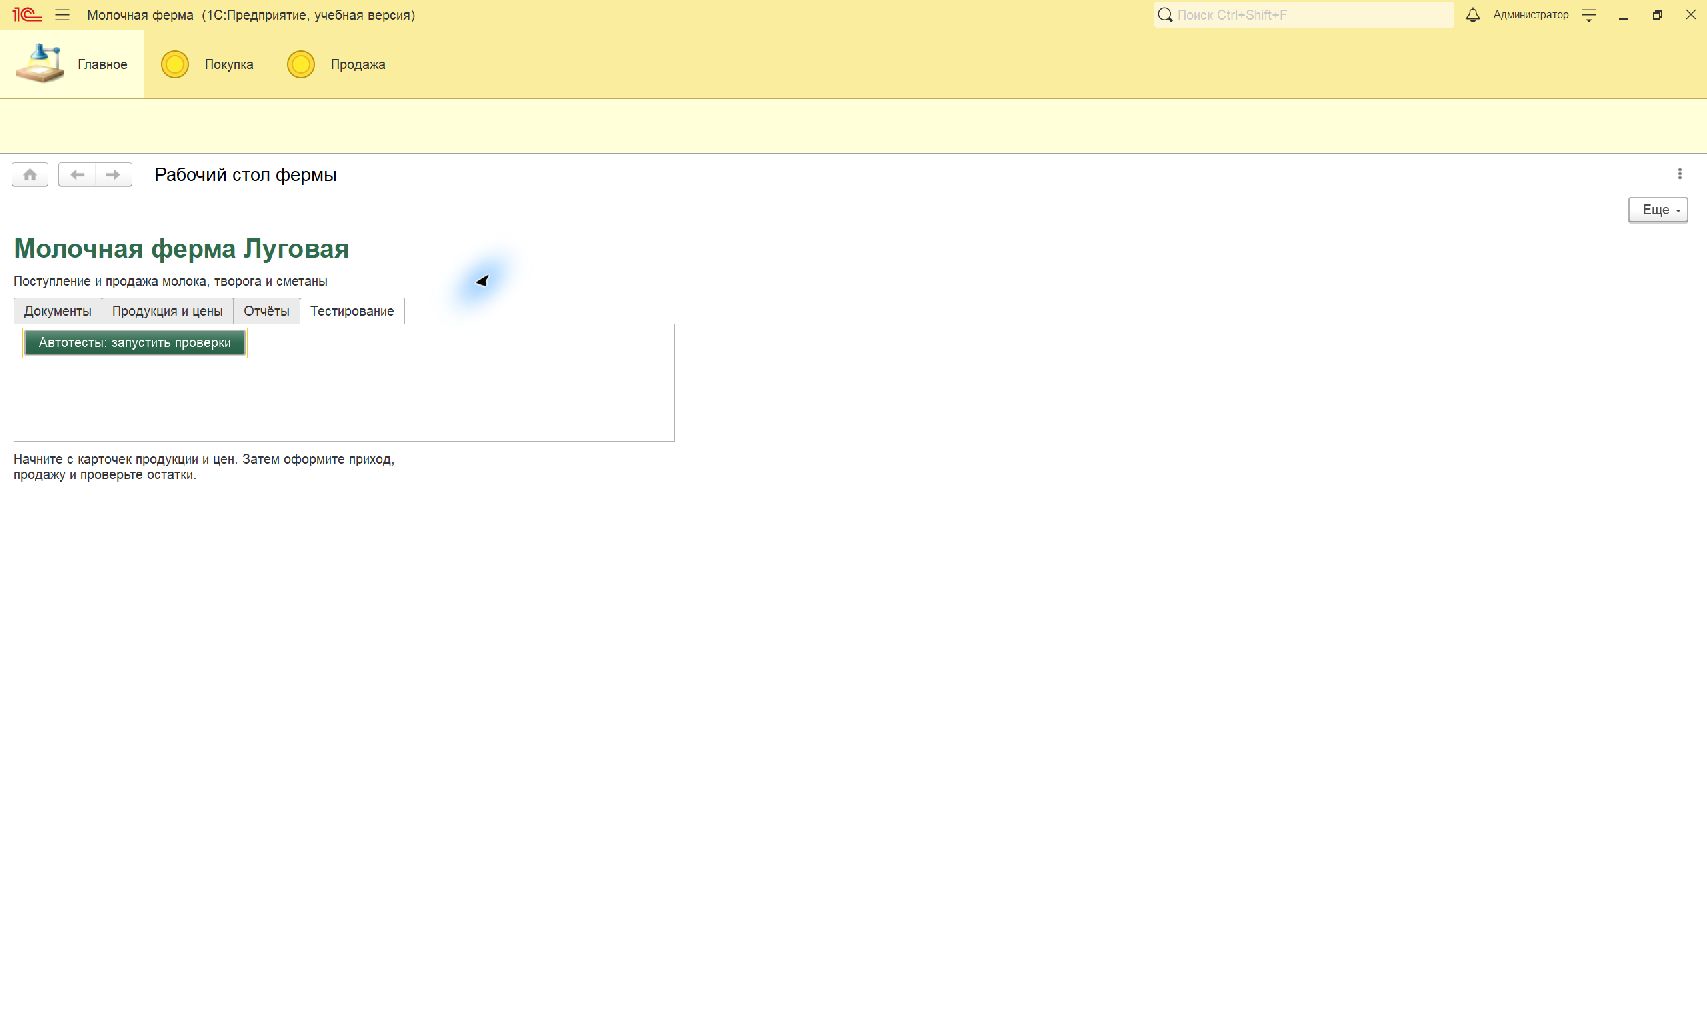 1С Молочная ферма (1С:Предприятие, учебная версия) Поиск Ctrl+Shift+F Администратор
Главное Покупка Продажа
Рабочий стол фермы
Еще
Молочная ферма Луговая
Поступление и продажа молока, творога и сметаны
Документы Продукция и цены Отчёты Тестирование
Автотесты: запустить проверки
Начните с карточек продукции и цен. Затем оформите приход,
продажу и проверьте остатки.